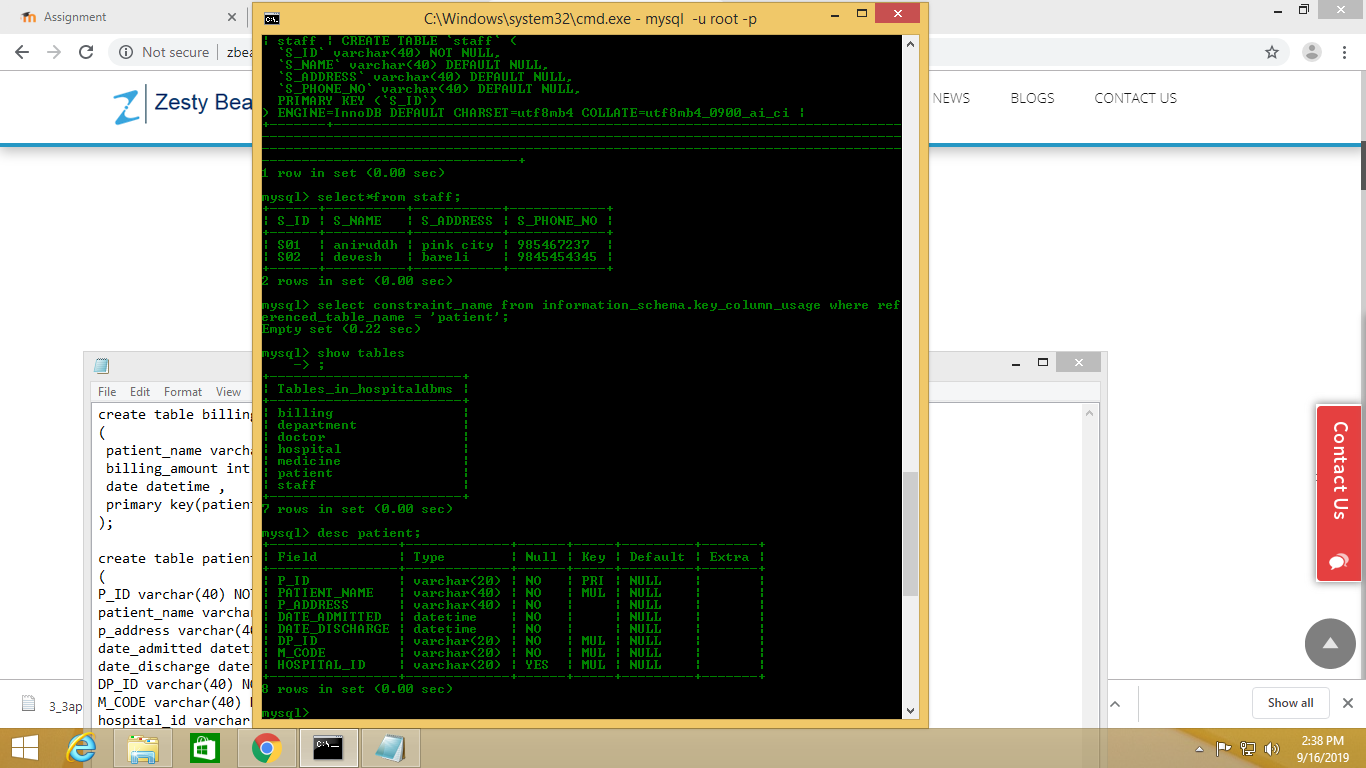 Assignment
C:\Windows\system32\cmd.exe - mysql  -u root -p
Not secure | zbea
Zesty Bea
NEWS
BLOGS
CONTACT US
| staff | CREATE TABLE `staff` (
  `S_ID` varchar(40) NOT NULL,
  `S_NAME` varchar(40) DEFAULT NULL,
  `S_ADDRESS` varchar(40) DEFAULT NULL,
  `S_PHONE_NO` varchar(40) DEFAULT NULL,
  PRIMARY KEY (`S_ID`)
) ENGINE=InnoDB DEFAULT CHARSET=utf8mb4 COLLATE=utf8mb4_0900_ai_ci |
1 row in set (0.00 sec)
mysql> select*from staff;
| S_ID | S_NAME | S_ADDRESS | S_PHONE_NO |
| S01 | aniruddh | pink city | 985467237 |
| S02 | devesh | bareli | 9845454345 |
2 rows in set (0.00 sec)
mysql> select constraint_name from information_schema.key_column_usage where ref
erenced_table_name = 'patient';
Empty set (0.22 sec)
mysql> show tables
    -> ;
| Tables_in_hospitaldbms |
| billing |
| department |
| doctor |
| hospital |
| medicine |
| patient |
| staff |
7 rows in set (0.00 sec)
mysql> desc patient;
| Field | Type | Null | Key | Default | Extra |
| P_ID | varchar(20) | NO | PRI | NULL | |
| PATIENT_NAME | varchar(40) | NO | MUL | NULL | |
| P_ADDRESS | varchar(40) | NO | | NULL | |
| DATE_ADMITTED | datetime | NO | | NULL | |
| DATE_DISCHARGE | datetime | NO | | NULL | |
| DP_ID | varchar(20) | NO | MUL | NULL | |
| M_CODE | varchar(20) | NO | MUL | NULL | |
| HOSPITAL_ID | varchar(20) | YES | MUL | NULL | |
8 rows in set (0.00 sec)
mysql>
File Edit Format View
create table billing
(
 patient_name varcha
 billing_amount int
 date datetime ,
 primary key(patient
);
create table patient
(
P_ID varchar(40) NOT
patient_name varchar
p_address varchar(40
date_admitted dateti
date_discharge datet
DP_ID varchar(40) NO
M_CODE varchar(40)
hospital_id varchar
Contact Us
3_3ap
Show all
2:38 PM
9/16/2019